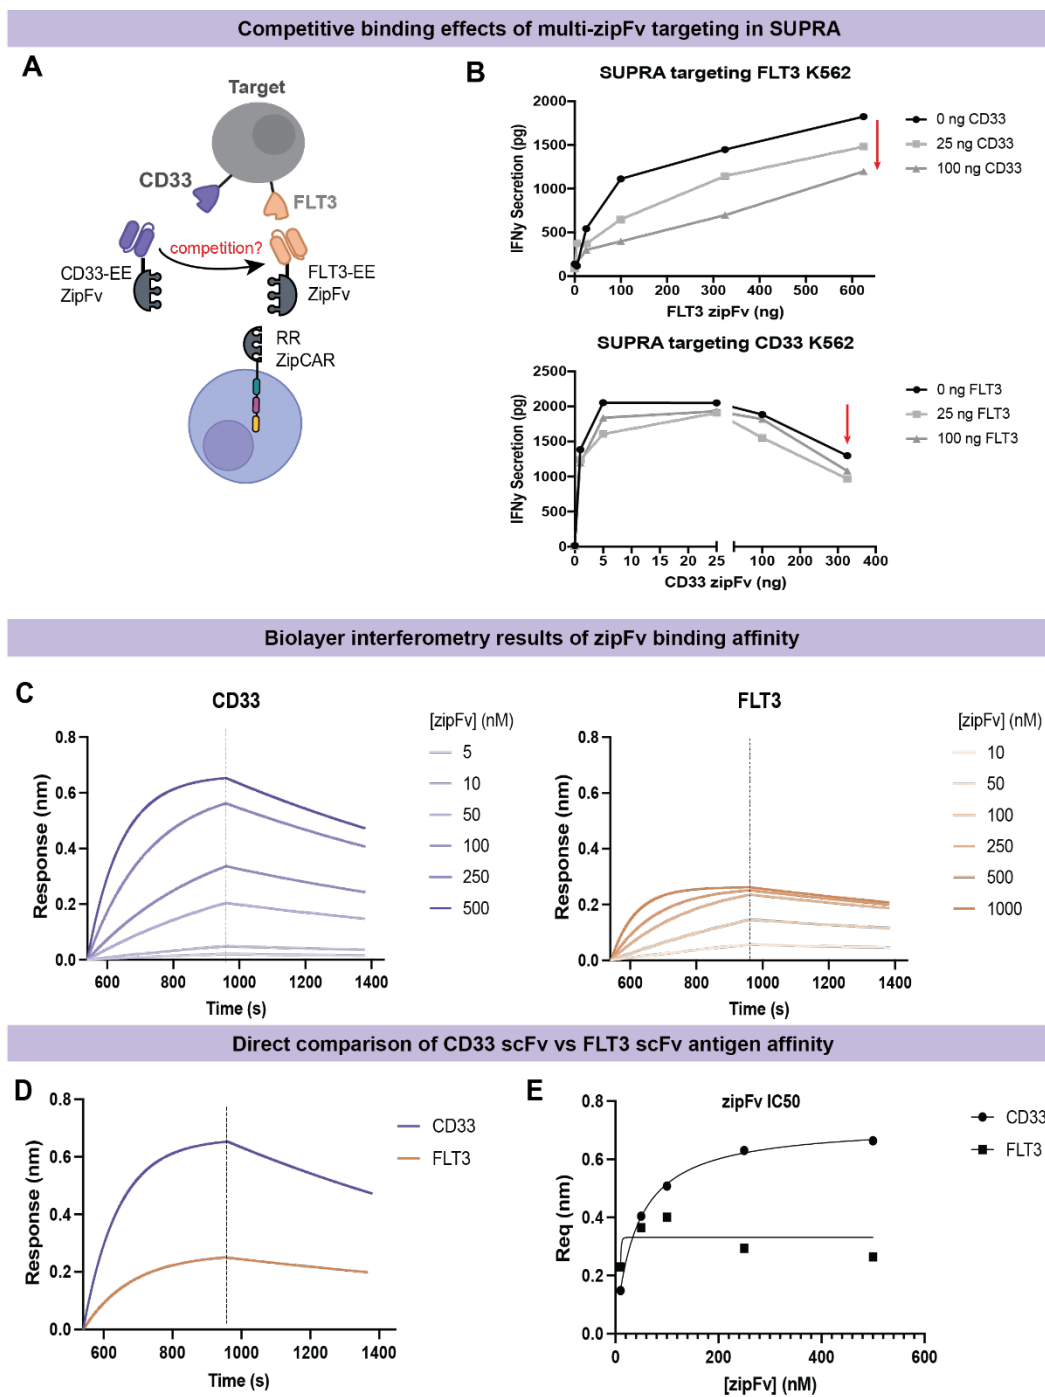 Competitive binding effects of multi-zipFv targeting in SUPRA
A
Target
CD33
FLT3
competition?
CD33-EE
ZipFv
FLT3-EE
ZipFv
RR
ZipCAR
B
SUPRA targeting FLT3 K562
IFNγ Secretion (pg)
2000
1500
1000
500
0
0 100 200 300 400 500 600
FLT3 zipFv (ng)
0 ng CD33
25 ng CD33
100 ng CD33
SUPRA targeting CD33 K562
IFNγ Secretion (pg)
2500
2000
1500
1000
500
0
0 5 10 15 20 25 100 200 300 400
CD33 zipFv (ng)
0 ng FLT3
25 ng FLT3
100 ng FLT3
Biolayer interferometry results of zipFv binding affinity
C
CD33
Response (nm)
0.8
0.6
0.4
0.2
0.0
600 800 1000 1200 1400
Time (s)
[zipFv] (nM)
5
10
50
100
250
500
FLT3
Response (nm)
0.8
0.6
0.4
0.2
0.0
600 800 1000 1200 1400
Time (s)
[zipFv] (nM)
10
50
100
250
500
1000
Direct comparison of CD33 scFv vs FLT3 scFv antigen affinity
D
Response (nm)
0.8
0.6
0.4
0.2
0.0
600 800 1000 1200 1400
Time (s)
CD33
FLT3
E
zipFv IC50
Req (nm)
0.8
0.6
0.4
0.2
0.0
0 200 400 600
[zipFv] (nM)
CD33
FLT3